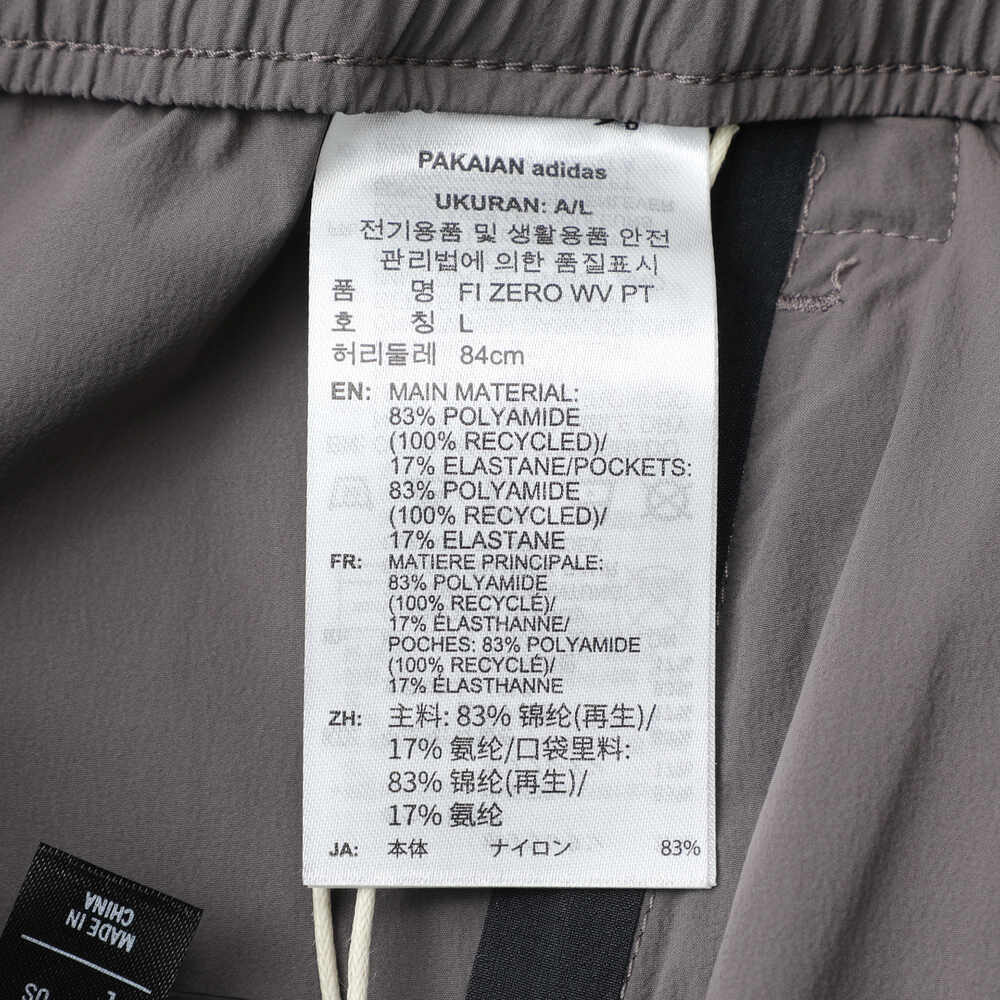 PAKAIAN adidas
UKURAN: A/L
전기용품 및 생활용품 안전
관리법에 의한 품질표시
품 명 FI ZERO WV PT
호 칭 L
허리둘레 84cm
EN: MAIN MATERIAL:
83% POLYAMIDE
(100% RECYCLED)/
17% ELASTANE/POCKETS:
83% POLYAMIDE
(100% RECYCLED)/
17% ELASTANE
FR: MATIERE PRINCIPALE:
83% POLYAMIDE
(100% RECYCLÉ)/
17% ÉLASTHANNE/
POCHES: 83% POLYAMIDE
(100% RECYCLÉ)/
17% ÉLASTHANNE
ZH: 主料: 83% 锦纶(再生)/
17% 氨纶/口袋里料:
83% 锦纶(再生)/
17% 氨纶
JA: 本体 ナイロン 83%
MADE IN
CHINA
US